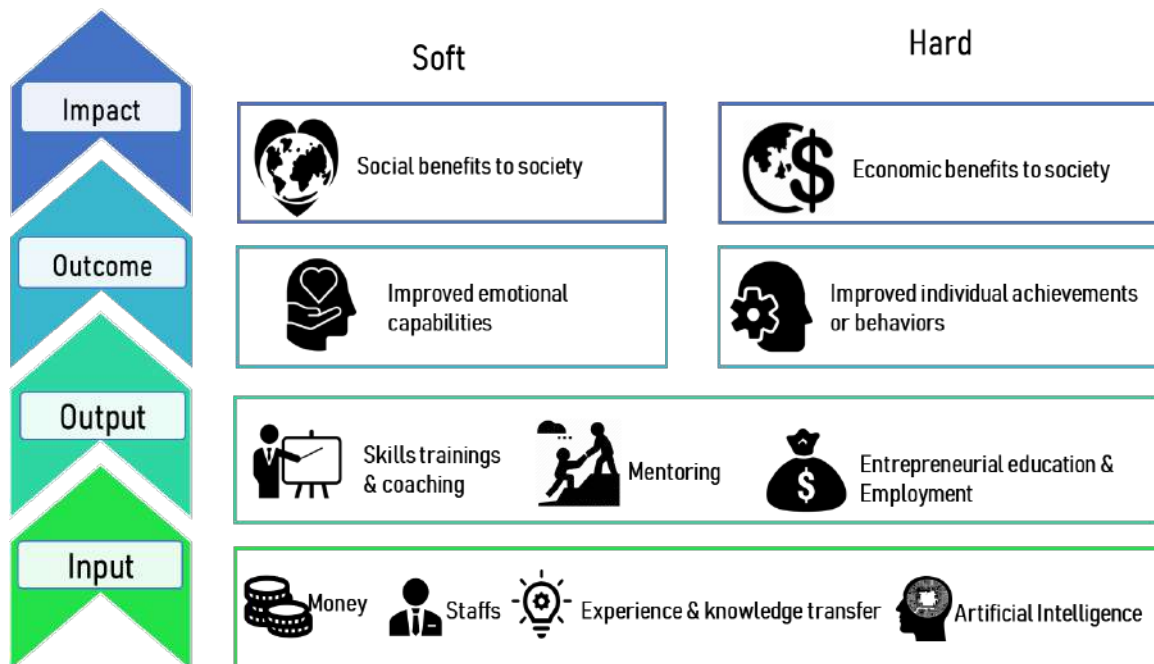 Soft
Hard
Impact
Social benefits to society
$
Economic benefits to society
Outcome
Improved emotional
capabilities
Improved individual achievements
or behaviors
Output
Skills trainings
& coaching
Mentoring
$
Entrepreneurial education &
Employment
Input
Money
Staffs
Experience & knowledge transfer
Artificial Intelligence